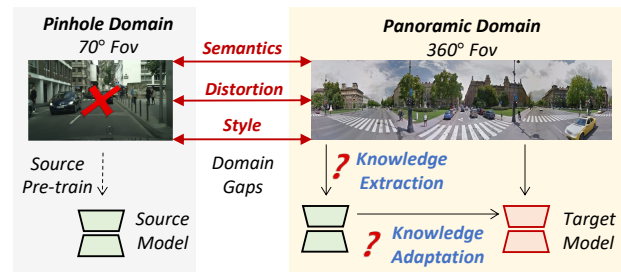 Pinhole Domain
70° Fov
Semantics
Distortion
Style
Domain
Gaps
Source
Pre-train
Source
Model
Panoramic Domain
360° Fov
? Knowledge
Extraction
? Knowledge
Adaptation
Target
Model